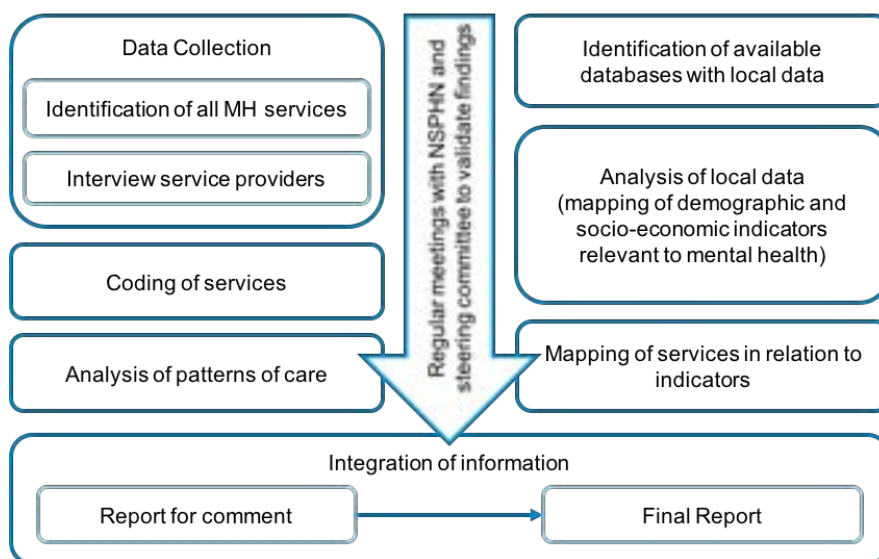 Data Collection
Identification of all MH services
Interview service providers
Coding of services
Analysis of patterns of care
Regular meetings with NSPHN and
steering committee to validate findings
Identification of available
databases with local data
Analysis of local data
(mapping of demographic and
socio-economic indicators
relevant to mental health)
Mapping of services in relation to
indicators
Integration of information
Report for comment
Final Report